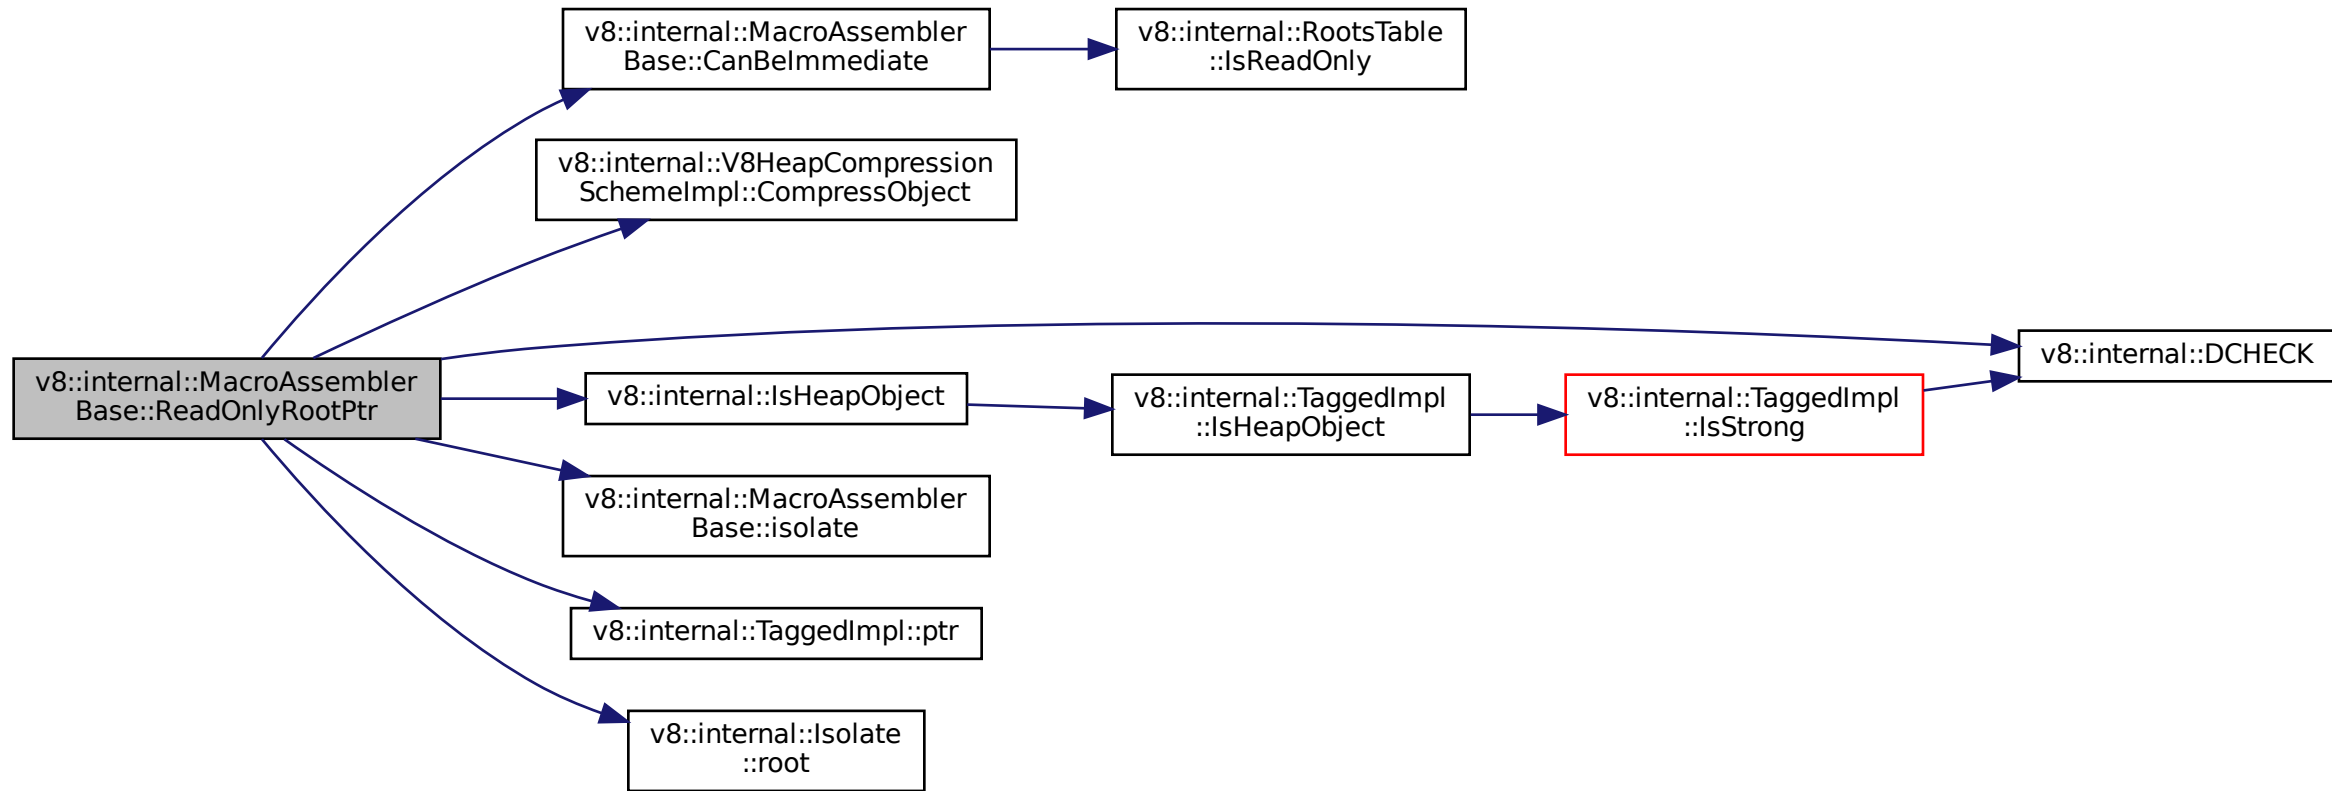 v8::internal::MacroAssembler
Base::ReadOnlyRootPtr
v8::internal::MacroAssembler
Base::CanBeImmediate
v8::internal::RootsTable
::IsReadOnly
v8::internal::V8HeapCompression
SchemeImpl::CompressObject
v8::internal::DCHECK
v8::internal::IsHeapObject
v8::internal::TaggedImpl
::IsHeapObject
v8::internal::TaggedImpl
::IsStrong
v8::internal::MacroAssembler
Base::isolate
v8::internal::TaggedImpl::ptr
v8::internal::Isolate
::root